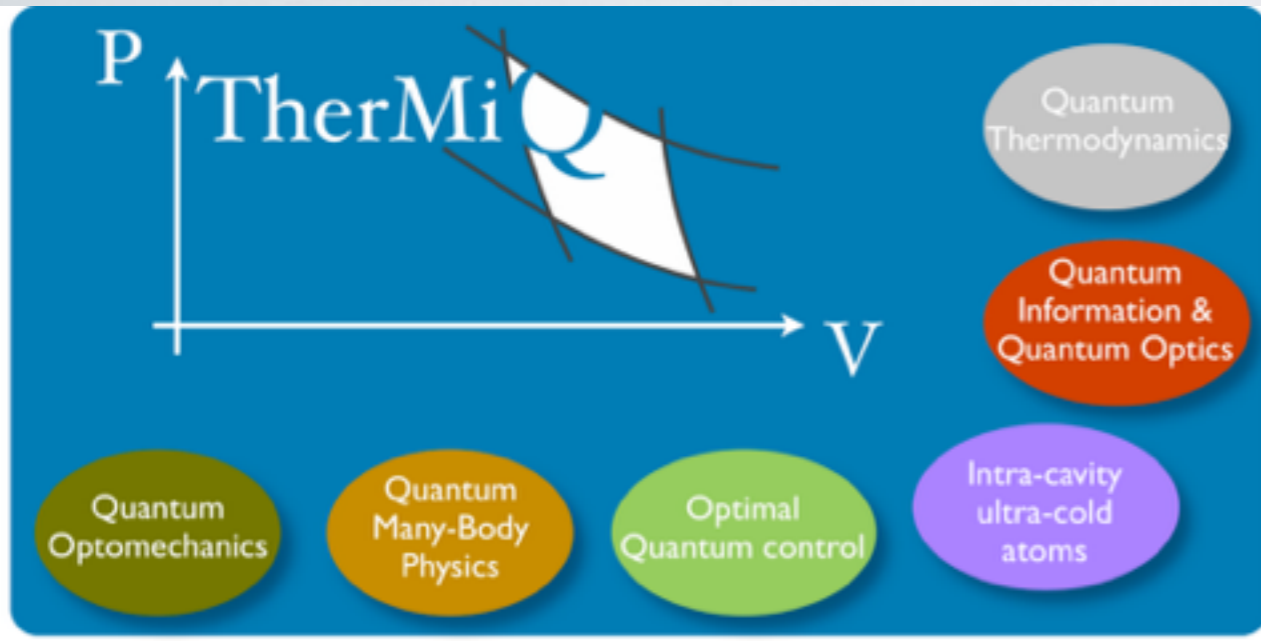 P
TherMiQ
V
Quantum
Thermodynamics
Quantum
Information &
Quantum Optics
Intra-cavity
ultra-cold
atoms
Optimal
Quantum control
Quantum
Many-Body
Physics
Quantum
Optomechanics